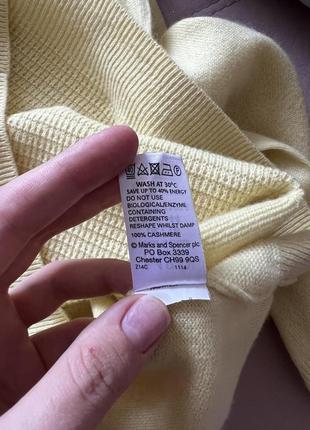 WASH AT 30°C
SAVE UP TO 40% ENERGY
DO NOT USE
BIOLOGICAL/ENZYME
CONTAINING
DETERGENTS
RESHAPE WHILST DAMP
100% CASHMERE
© Marks and Spencer plc
PO Box 3339
Chester CH99 9QS
Z14C 1114